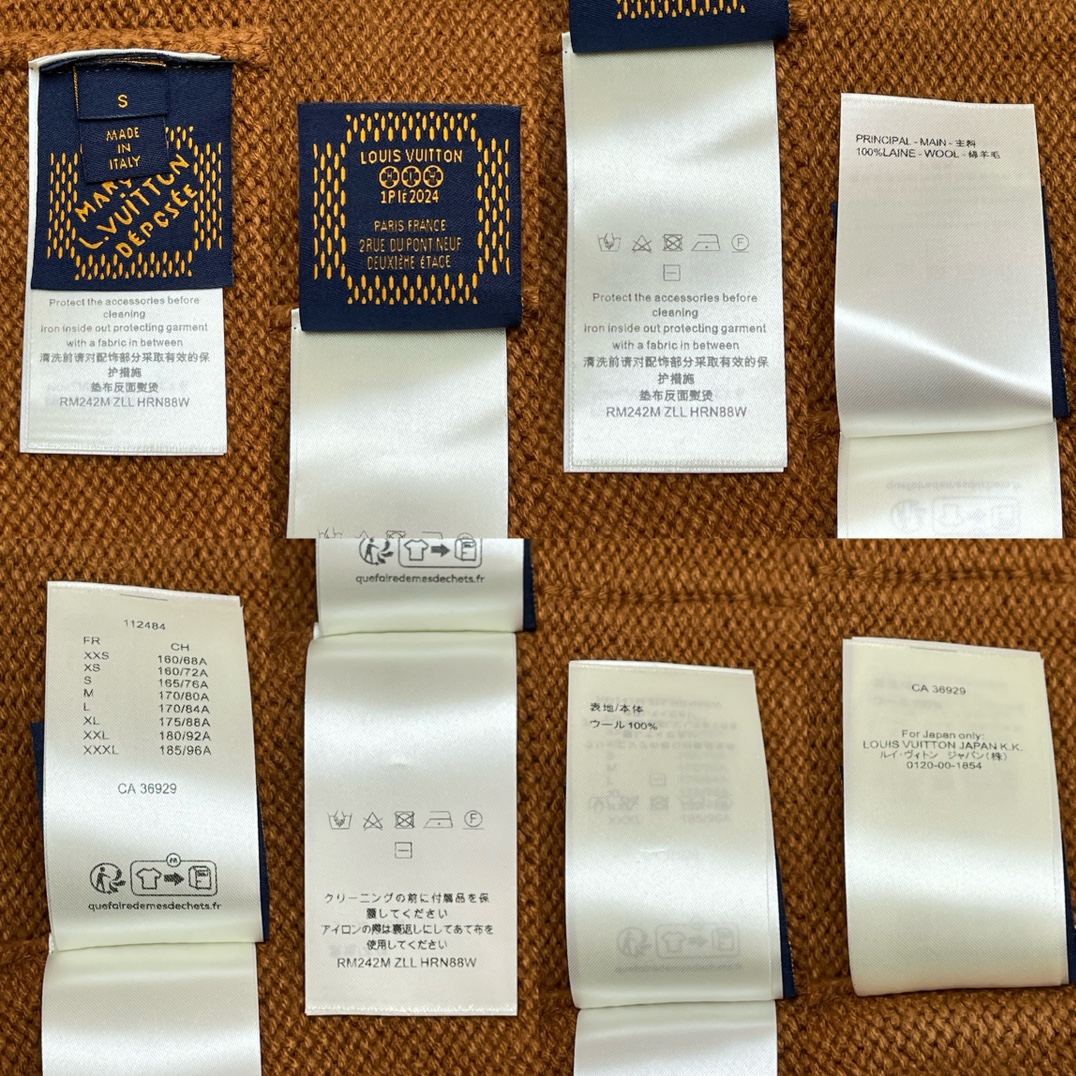 S
MADE
IN
ITALY
L.VUITTON
DÉPOSÉE
Protect the accessories before
cleaning
iron inside out protecting garment
with a fabric in between
清洗前请对配饰部分采取有效的保
护措施
垫布反面熨烫
RM242M ZLL HRN88W
LOUIS VUITTON
1Plé2024
PARIS FRANCE
2RUE DU PONT NEUF
DEUXIÈME ÉTAGE
F
Protect the accessories before
cleaning
iron inside out protecting garment
with a fabric in between
清洗前请对配饰部分采取有效的保
护措施
垫布反面熨烫
RM242M ZLL HRN88W
PRINCIPAL - MAIN - 主料
100%LAINE - WOOL - 綿羊毛
112484
FR CH
XXS 160/68A
XS 160/72A
S 165/76A
M 170/80A
L 170/84A
XL 175/88A
XXL 180/92A
XXXL 185/96A
CA 36929
quefairedemesdechets.fr
quefairedemesdechets.fr
F
クリーニングの前に付属品を保
護してください
アイロンの際は裏返しにしてあて布を
使用してください
RM242M ZLL HRN88W
表地/本体
ウール 100%
CA 36929
For Japan only:
LOUIS VUITTON JAPAN K.K.
ルイ・ヴィトン ジャパン(株)
0120-00-1854